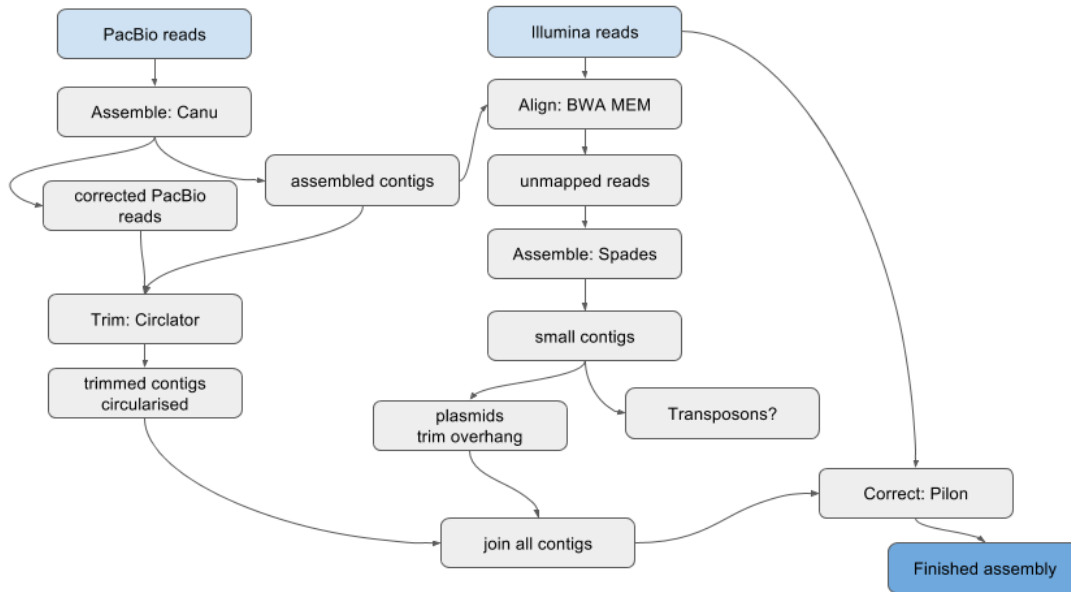 PacBio reads
Illumina reads
Assemble: Canu
Align: BWA MEM
assembled contigs
unmapped reads
corrected PacBio
reads
Assemble: Spades
Trim: Circlator
small contigs
trimmed contigs
circularised
plasmids
trim overhang
Transposons?
Correct: Pilon
join all contigs
Finished assembly